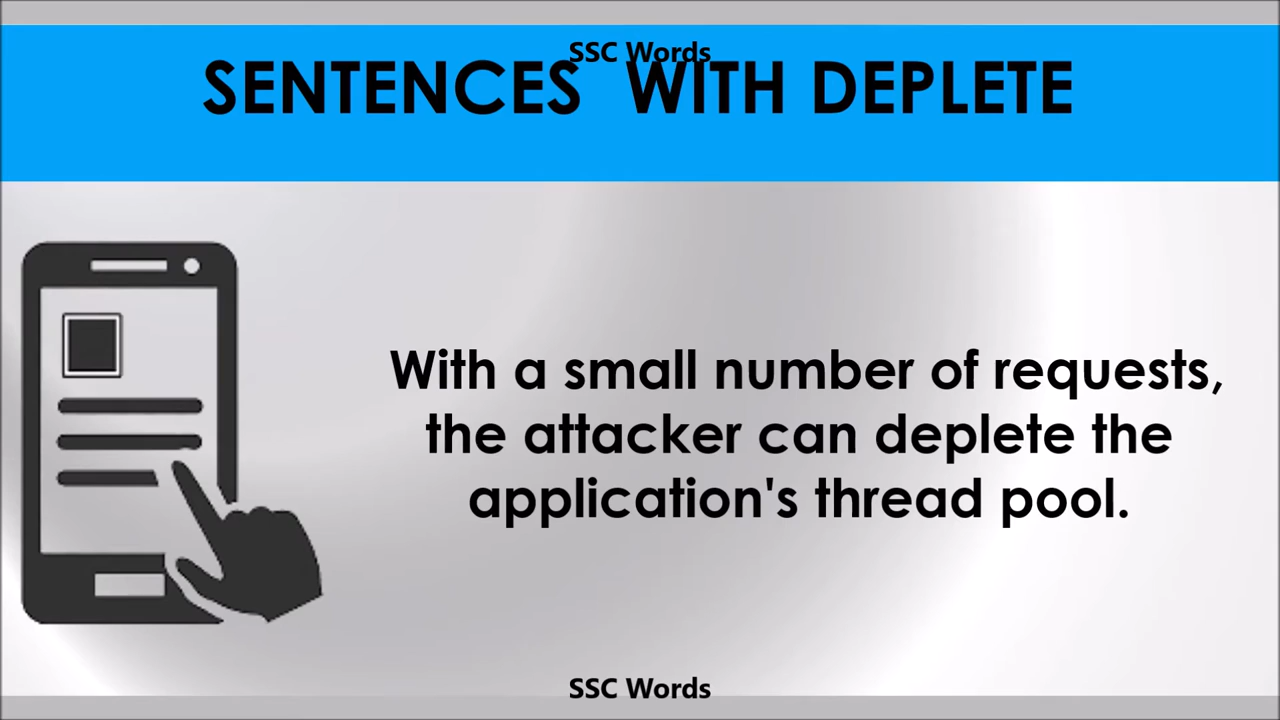 SSC Words
SENTENCES WITH DEPLETE
With a small number of requests,
the attacker can deplete the
application's thread pool.
SSC Words